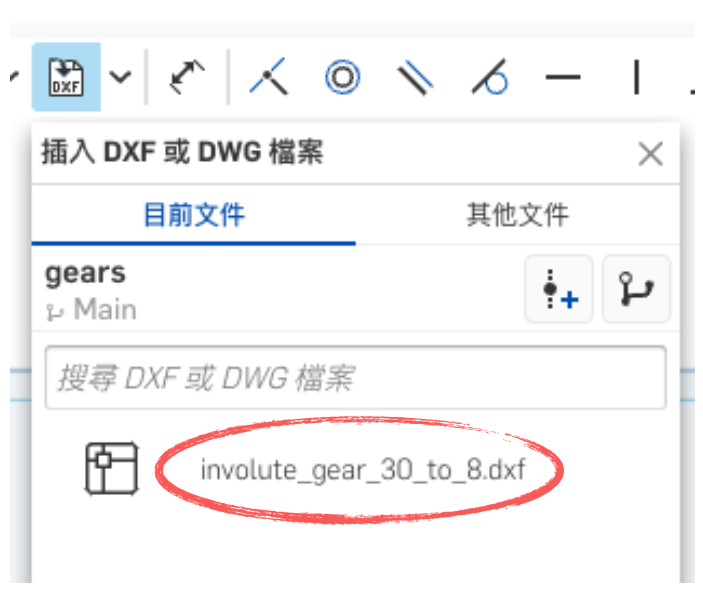 DXF
插入 DXF 或 DWG 檔案
目前文件
其他文件
gears
Main
搜尋 DXF 或 DWG 檔案
involute_gear_30_to_8.dxf